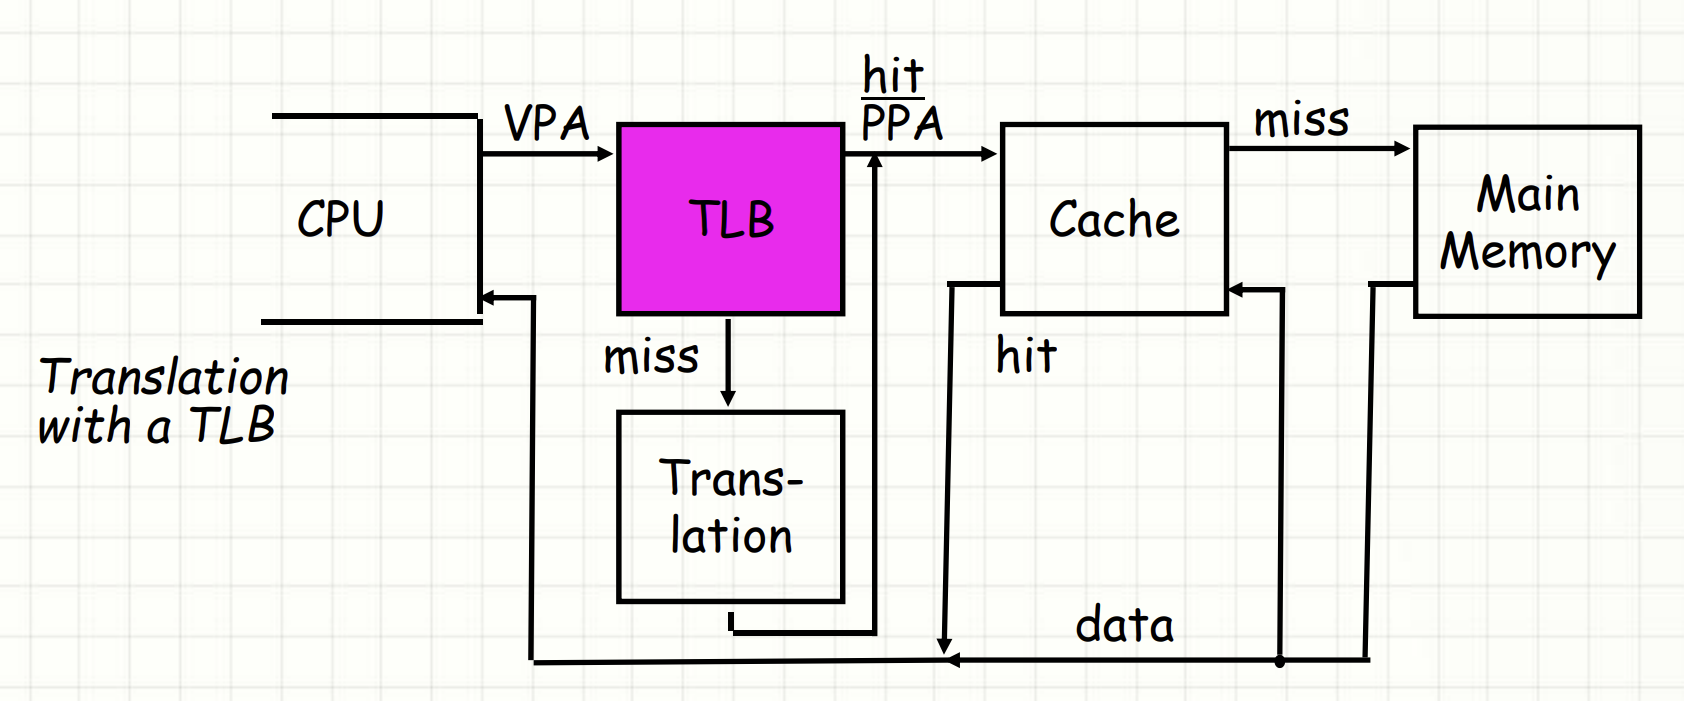 hit
VPA
PPA
miss
CPU
TLB
Cache
Main
Memory
miss
hit
Translation
with a TLB
Trans-
lation
data